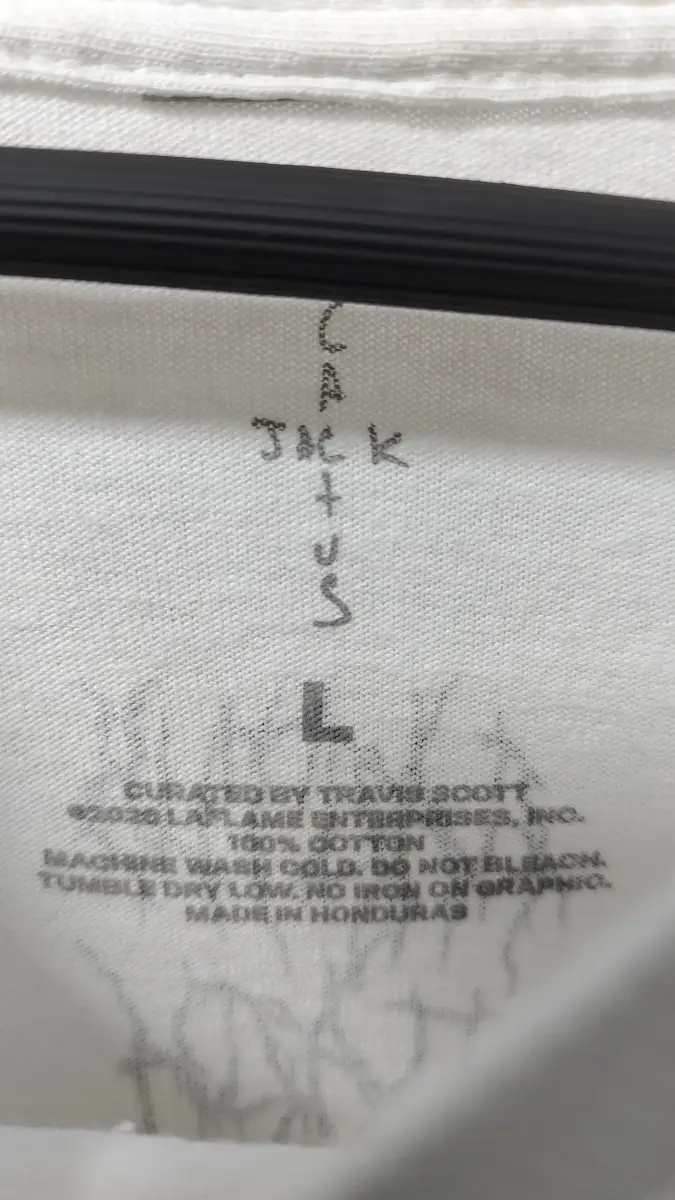 C
A
JACK
T
U
S
L
CURATED BY TRAVIS SCOTT
©2020 LAFLAME ENTERPRISES, INC.
100% COTTON
MACHINE WASH COLD. DO NOT BLEACH.
TUMBLE DRY LOW. NO IRON ON GRAPHIC.
MADE IN HONDURAS